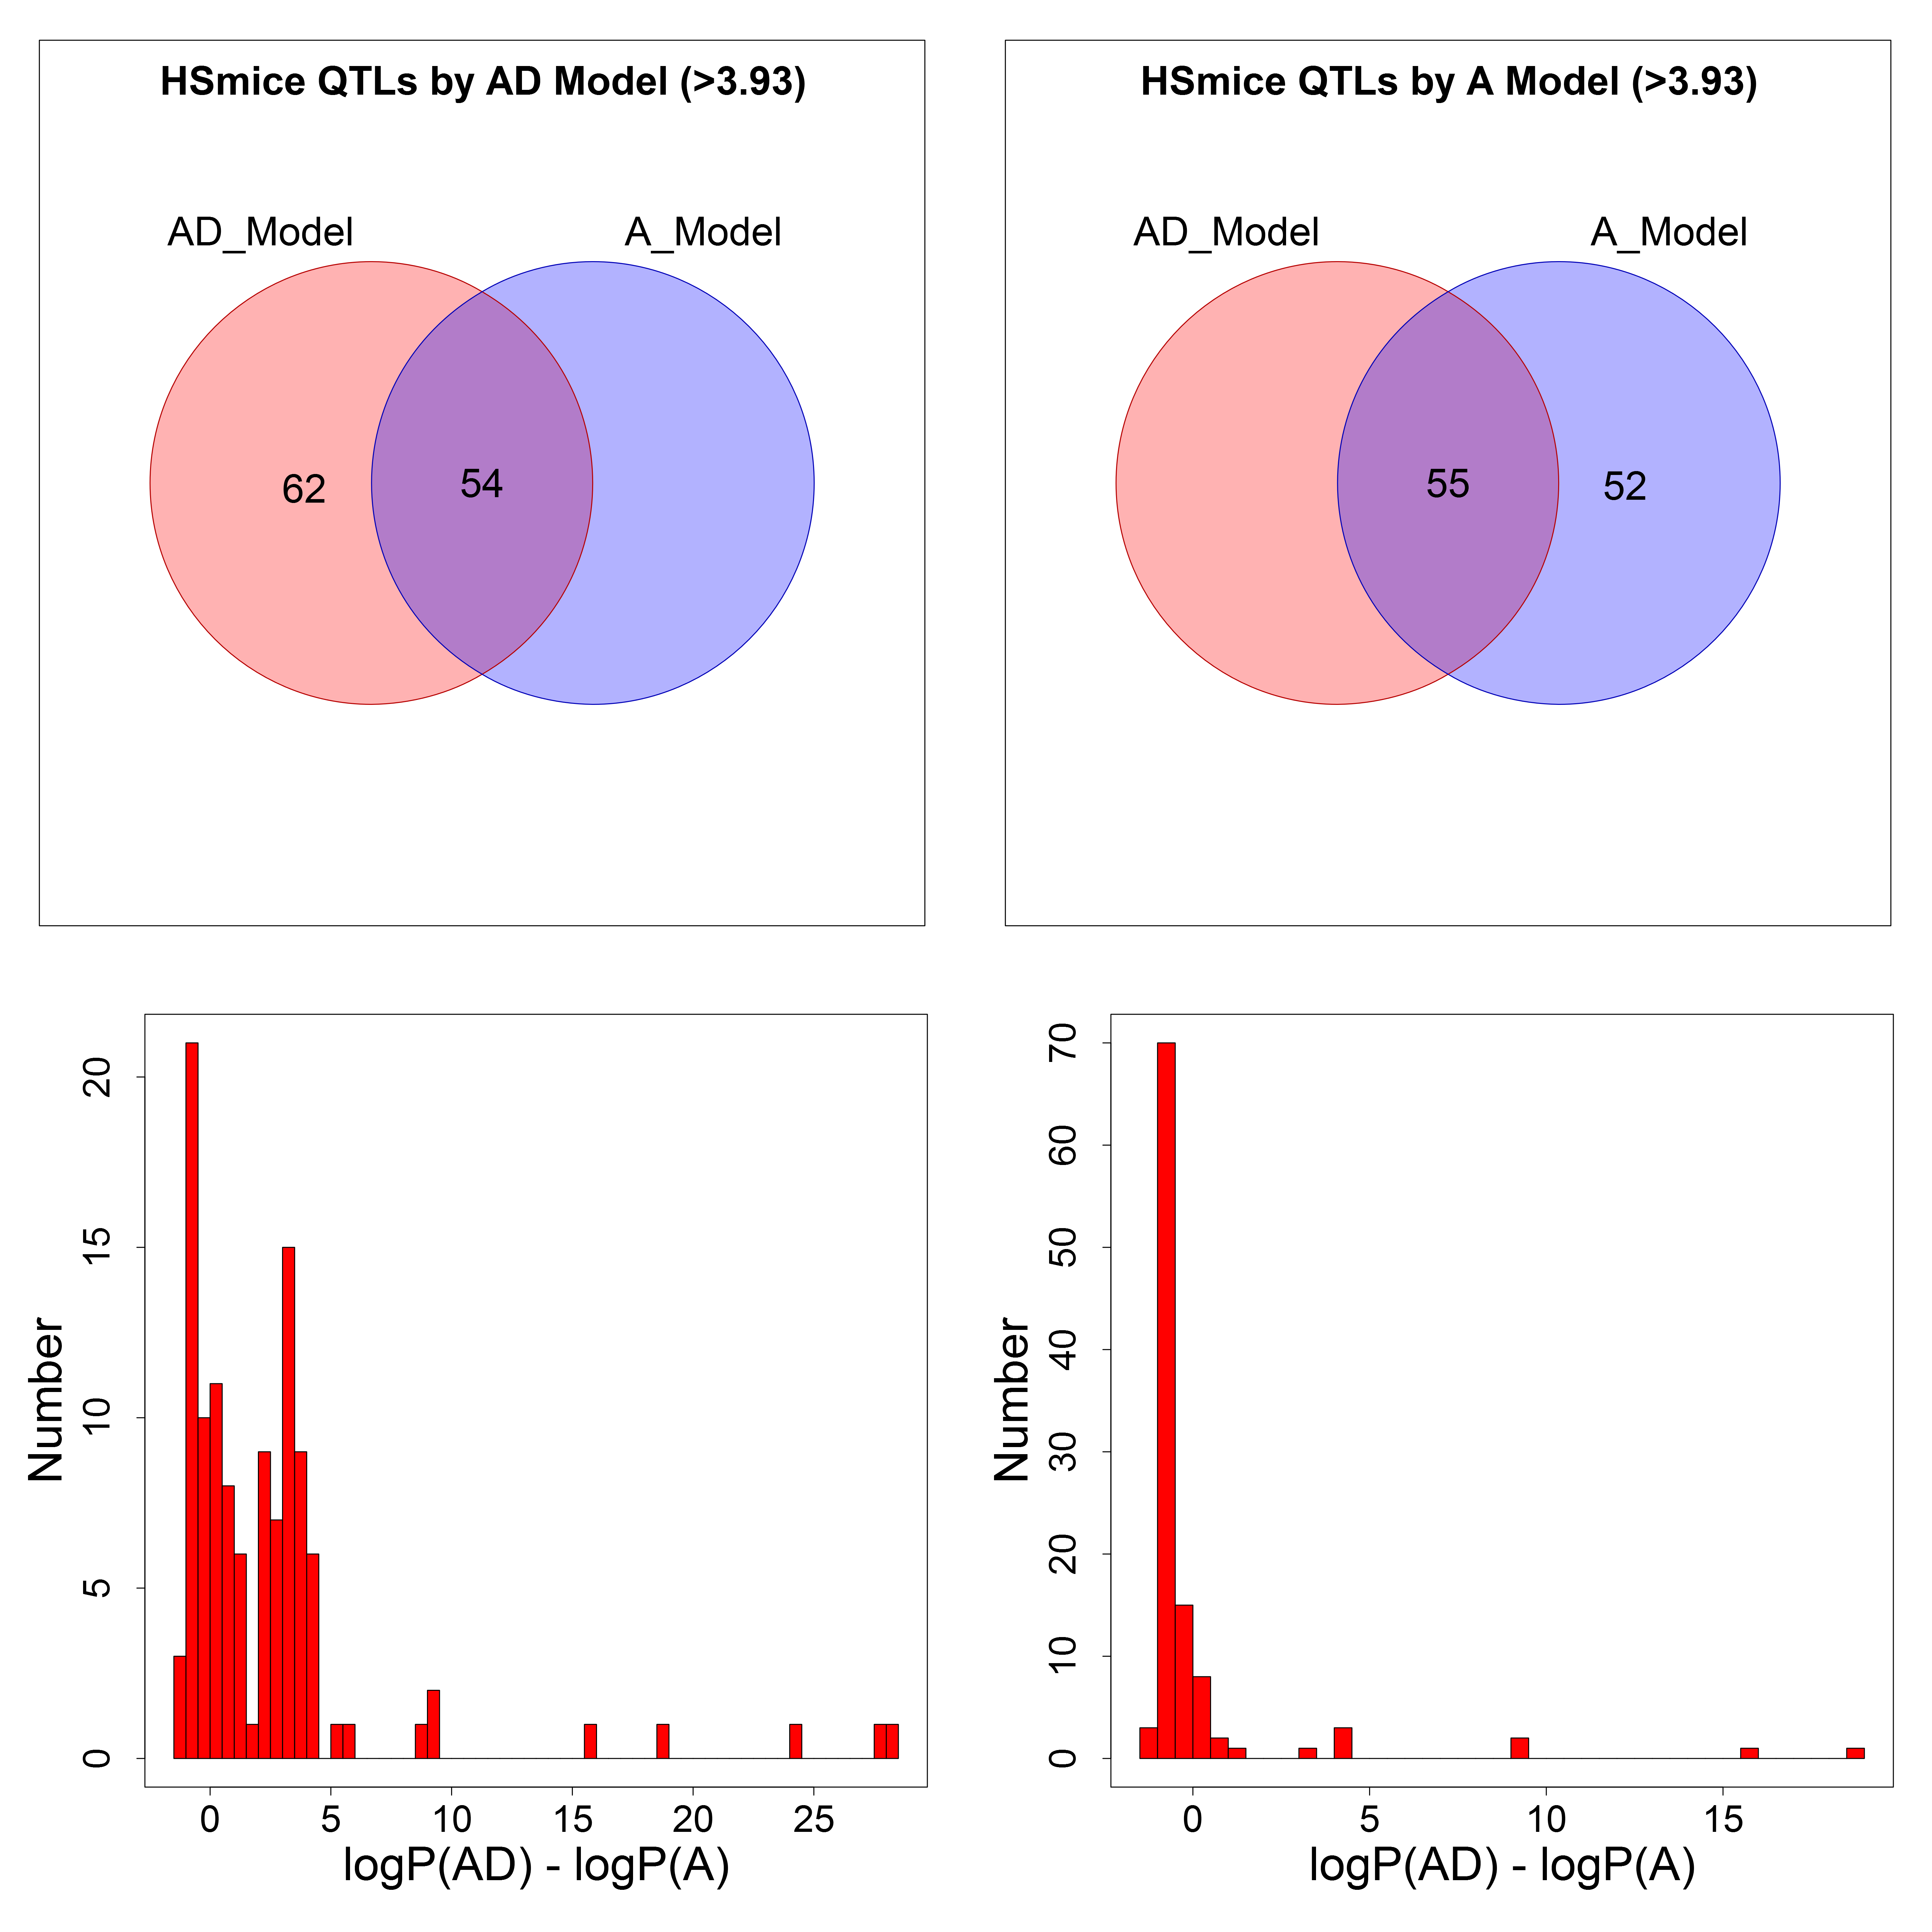 HSmice QTLs by AD Model (>3.93)
AD_Model A_Model
62 54
HSmice QTLs by A Model (>3.93)
AD_Model A_Model
55 52
Number
20
15
10
5
0
0 5 10 15 20 25
logP(AD) - logP(A)
Number
70
60
50
40
30
20
10
0
0 5 10 15
logP(AD) - logP(A)